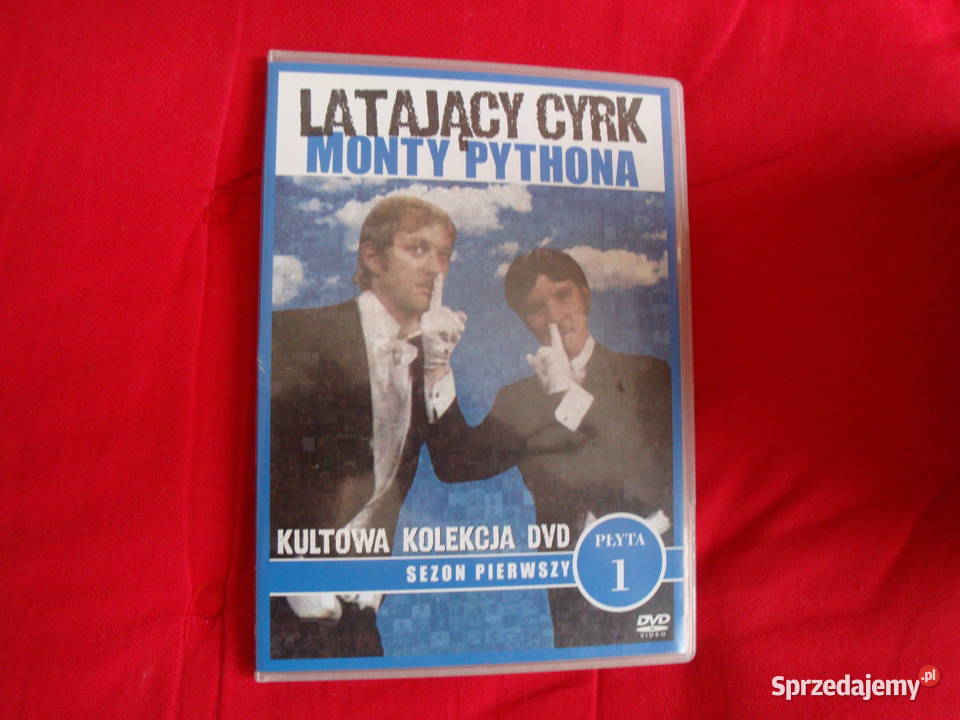 LATAJĄCY CYRK
MONTY PYTHONA
KULTOWA KOLEKCJA DVD
SEZON PIERWSZY
PŁYTA
1
DVD
VIDEO
Sprzedajemy.pl